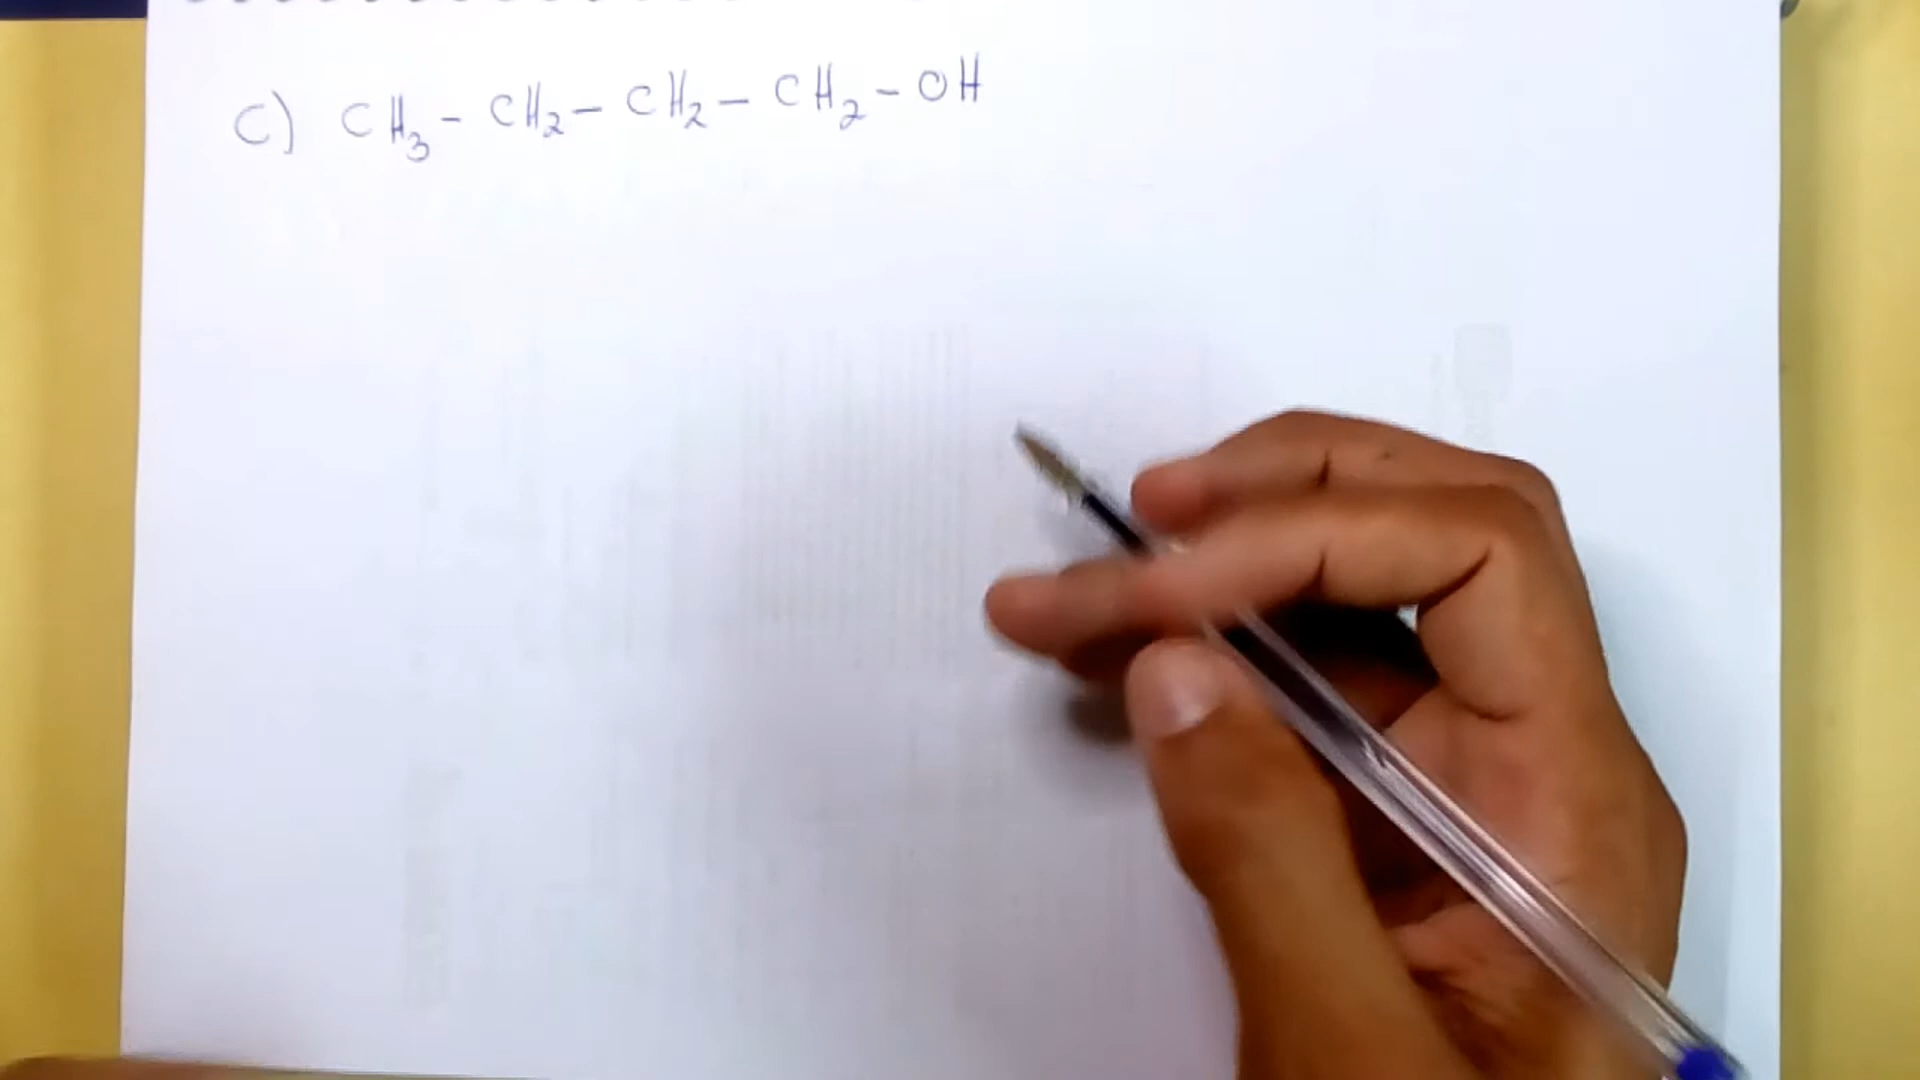 C) CH₃ - CH₂ - CH₂ - CH₂ - OH